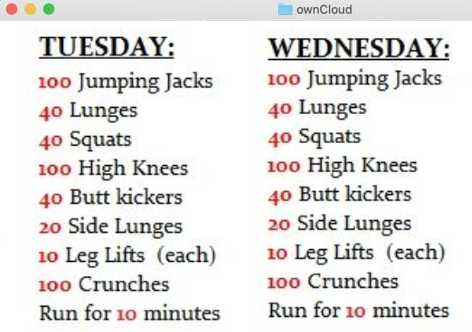 ownCloud
TUESDAY:
100 Jumping Jacks
40 Lunges
40 Squats
100 High Knees
40 Butt kickers
20 Side Lunges
10 Leg Lifts (each)
100 Crunches
Run for 10 minutes
WEDNESDAY:
100 Jumping Jacks
40 Lunges
40 Squats
100 High Knees
40 Butt kickers
20 Side Lunges
10 Leg Lifts (each)
100 Crunches
Run for 10 minutes